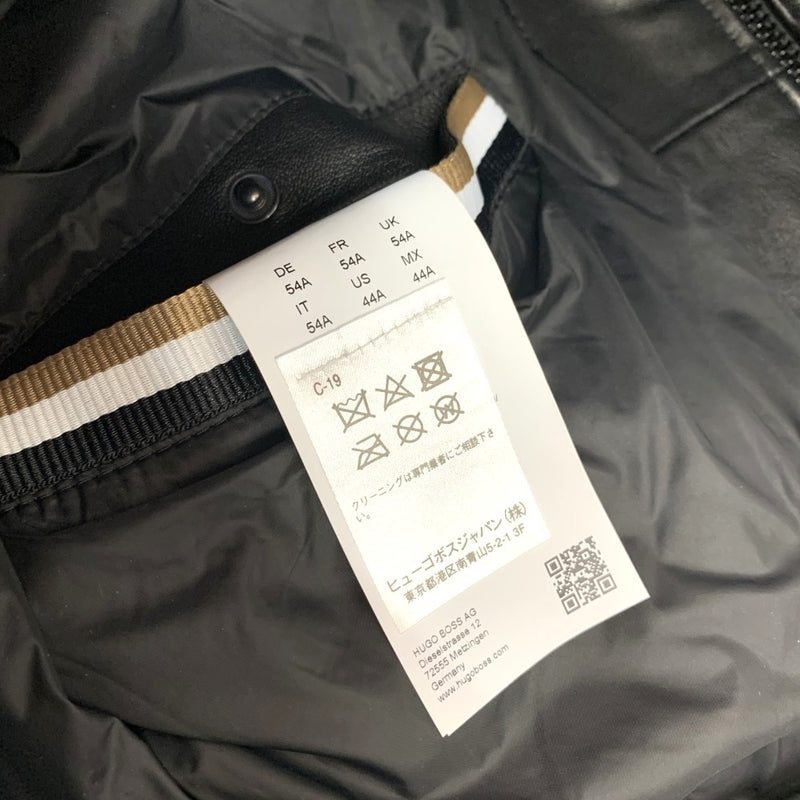 DE FR UK
54A 54A 54A
IT US MX
54A 44A 44A
C-19
クリーニングは専門業者にご相談下さ
い。
ヒューゴボスジャパン(株)
東京都港区南青山5-2-1 3F
HUGO BOSS AG
Dieselstrasse 12
72555 Metzingen
Germany
www.hugoboss.com